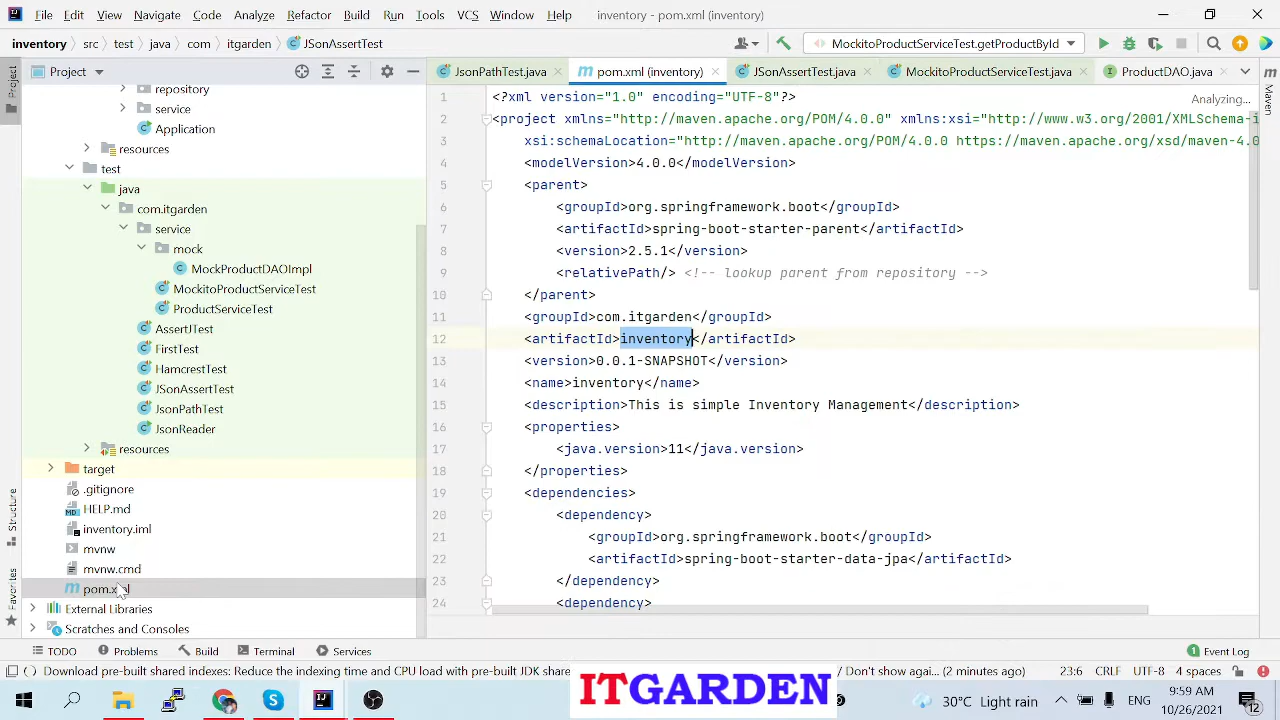 File Edit View Navigate Code Analyze Refactor Build Run Tools VCS Window Help inventory - pom.xml (inventory)
inventory src test java com itgarden JSonAssertTest MockitoProductServiceTest.getProductById
Project
JsonPathTest.java pom.xml (inventory) JSonAssertTest.java MockitoProductServiceTest.java ProductDAO.java
Project
Maven
repository
service
Application
resources
test
java
com.itgarden
service
mock
MockProductDAOImpl
MockitoProductServiceTest
ProductServiceTest
AssertJTest
FirstTest
HamcrestTest
JSonAssertTest
JsonPathTest
JsonReader
resources
target
.gitignore
HELP.md
inventory.iml
mvnw
mvnw.cmd
External Libraries
Scratches and Consoles
Structure
Favorites
Analyzing...
1 <?xml version="1.0" encoding="UTF-8"?>
2 <project xmlns="http://maven.apache.org/POM/4.0.0" xmlns:xsi="http://www.w3.org/2001/XMLSchema-i
3 xsi:schemaLocation="http://maven.apache.org/POM/4.0.0 https://maven.apache.org/xsd/maven-4.0
4 <modelVersion>4.0.0</modelVersion>
5 <parent>
6 <groupId>org.springframework.boot</groupId>
7 <artifactId>spring-boot-starter-parent</artifactId>
8 <version>2.5.1</version>
9 <relativePath/> <!-- lookup parent from repository -->
10 </parent>
11 <groupId>com.itgarden</groupId>
12 <artifactId>inventory</artifactId>
13 <version>0.0.1-SNAPSHOT</version>
14 <name>inventory</name>
15 <description>This is simple Inventory Management</description>
16 <properties>
17 <java.version>11</java.version>
18 </properties>
19 <dependencies>
20 <dependency>
21 <groupId>org.springframework.boot</groupId>
22 <artifactId>spring-boot-starter-data-jpa</artifactId>
23 </dependency>
24 <dependency>
TODO Problems Build Terminal Services Event Log
Download pre-built shared indexes: Reduce the indexing time and CPU load with pre-built JDK share Don't show agai... (2 minutes ago) 23:6 LF UTF-8 4 spaces
ITGARDEN
30°C Light rain ENG 9:59 AM
10/26/2021
12